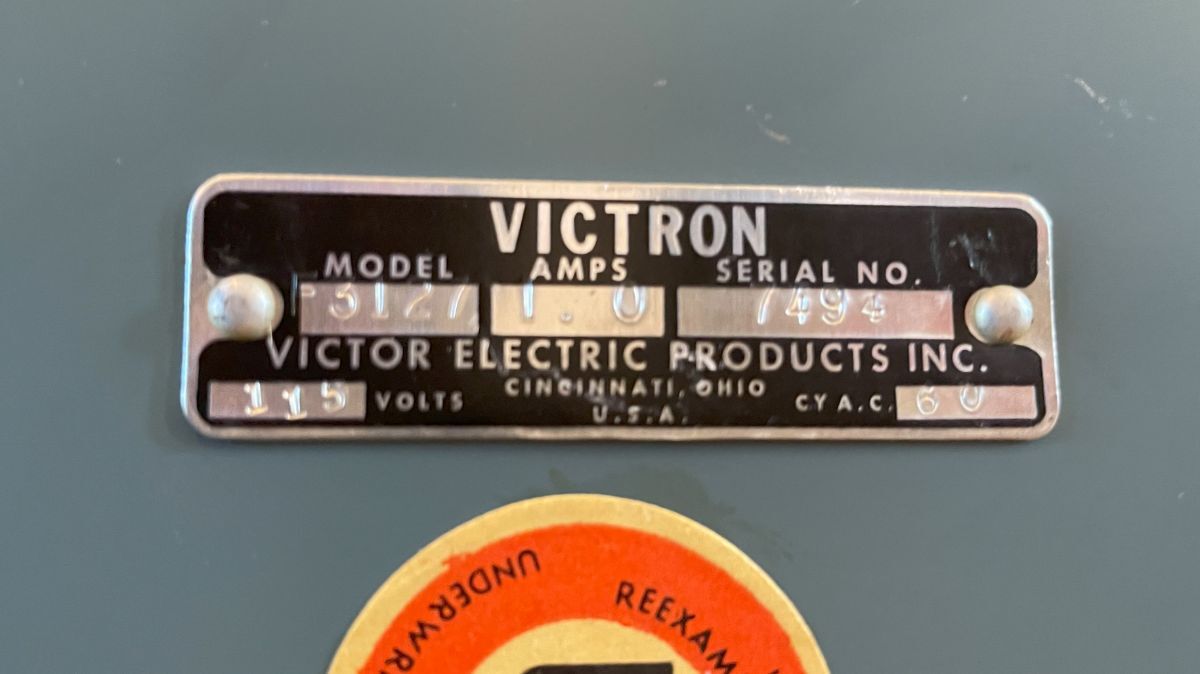 VICTRON
MODEL AMPS SERIAL NO.
-3127 1.0 7494
VICTOR ELECTRIC PRODUCTS INC.
115 VOLTS CINCINNATI, OHIO CY A.C. 60
U.S.A.
UNDERWR REEXAM